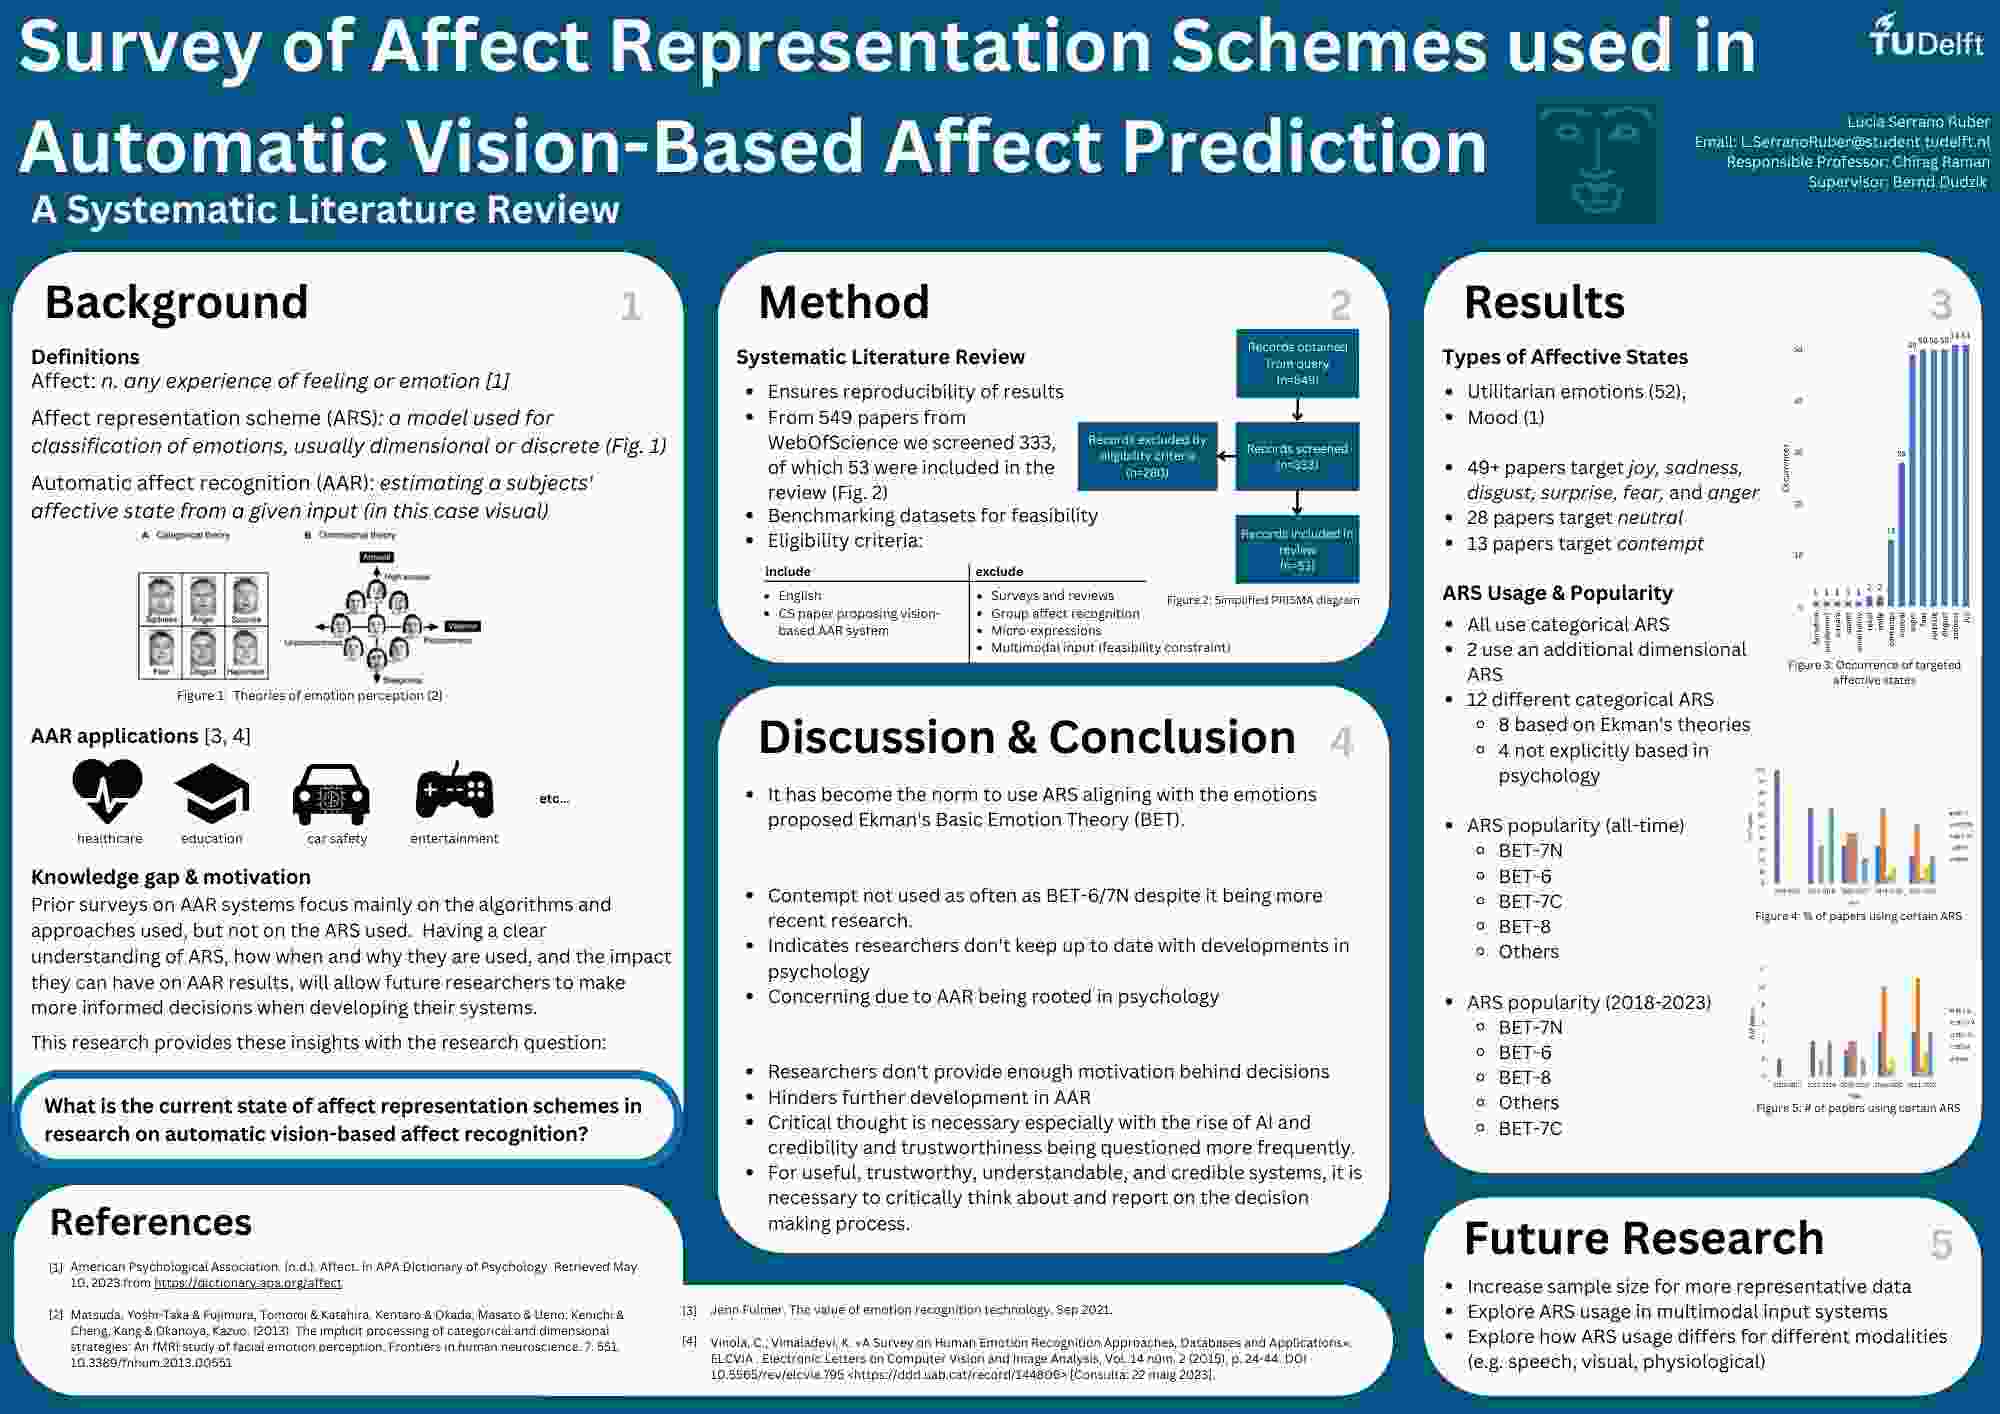 Survey of Affect Representation Schemes used in
Automatic Vision-Based Affect Prediction
A Systematic Literature Review
TUDelft
Lucia Serrano Ruber
Email: L.SerranoRuber@student.tudelft.nl
Responsible Professor: Chirag Raman
Supervisor: Bernd Dudzik
Background
1
Definitions
Affect: n. any experience of feeling or emotion [1]
Affect representation scheme (ARS): a model used for
classification of emotions, usually dimensional or discrete (Fig. 1)
Automatic affect recognition (AAR): estimating a subjects'
affective state from a given input (in this case visual)
A Categorical theory
B Dimensional theory
Sadness Anger Surprise
Fear Disgust Happiness
Arousal
High arousal
Valence
Unpleasantness
Pleasantness
Sleepiness
Figure 1 Theories of emotion perception [2]
AAR applications [3, 4]
healthcare
education
car safety
entertainment
etc...
Knowledge gap & motivation
Prior surveys on AAR systems focus mainly on the algorithms and
approaches used, but not on the ARS used. Having a clear
understanding of ARS, how when and why they are used, and the impact
they can have on AAR results, will allow future researchers to make
more informed decisions when developing their systems.
This research provides these insights with the research question:
What is the current state of affect representation schemes in
research on automatic vision-based affect recognition?
References
[1] American Psychological Association. (n.d.). Affect. In APA Dictionary of Psychology. Retrieved May
10, 2023 from https://dictionary.apa.org/affect
[2] Matsuda, Yoshi-Taka & Fujimura, Tomomi & Katahira, Kentaro & Okada, Masato & Ueno, Kenichi &
Cheng, Kang & Okanoya, Kazuo. (2013). The implicit processing of categorical and dimensional
strategies: An fMRI study of facial emotion perception. Frontiers in human neuroscience. 7. 551.
10.3389/fnhum.2013.00551
[3] Jenn Fulmer. The value of emotion recognition technology, Sep 2021.
[4] Vinola, C.; Vimaladevi, K. «A Survey on Human Emotion Recognition Approaches, Databases and Applications».
ELCVIA . Electronic Letters on Computer Vision and Image Analysis, Vol. 14 núm. 2 (2015), p. 24-44. DOI
10.5565/rev/elcvia.795 <https://ddd.uab.cat/record/144806> [Consulta: 22 maig 2023].
Method
2
Systematic Literature Review
• Ensures reproducibility of results
• From 549 papers from
WebOfScience we screened 333,
of which 53 were included in the
review (Fig. 2)
• Benchmarking datasets for feasibility
• Eligibility criteria:
include
• English
• CS paper proposing vision-
based AAR system
exclude
• Surveys and reviews
• Group affect recognition
• Micro-expressions
• Multimodal input (feasibility constraint)
Records obtained
from query
(n=549)
Records excluded by
eligibility criteria
(n=280)
Records screened
(n=333)
Records included in
review
(n=53)
Figure 2: Simplified PRISMA diagram
Discussion & Conclusion
4
• It has become the norm to use ARS aligning with the emotions
proposed Ekman's Basic Emotion Theory (BET).
• Contempt not used as often as BET-6/7N despite it being more
recent research.
• Indicates researchers don't keep up to date with developments in
psychology
• Concerning due to AAR being rooted in psychology
• Researchers don't provide enough motivation behind decisions
• Hinders further development in AAR
• Critical thought is necessary especially with the rise of AI and
credibility and trustworthiness being questioned more frequently.
• For useful, trustworthy, understandable, and credible systems, it is
necessary to critically think about and report on the decision
making process.
Results
3
Types of Affective States
• Utilitarian emotions (52),
• Mood (1)
• 49+ papers target joy, sadness,
disgust, surprise, fear, and anger
• 28 papers target neutral
• 13 papers target contempt
Occurrence
Figure 3: Occurrence of targeted
affective states
ARS Usage & Popularity
• All use categorical ARS
• 2 use an additional dimensional
ARS
• 12 different categorical ARS
○ 8 based on Ekman's theories
○ 4 not explicitly based in
psychology
• ARS popularity (all-time)
○ BET-7N
○ BET-6
○ BET-7C
○ BET-8
○ Others
Figure 4: % of papers using certain ARS
• ARS popularity (2018-2023)
○ BET-7N
○ BET-6
○ BET-8
○ Others
○ BET-7C
Figure 5: # of papers using certain ARS
Future Research
5
• Increase sample size for more representative data
• Explore ARS usage in multimodal input systems
• Explore how ARS usage differs for different modalities
(e.g. speech, visual, physiological)